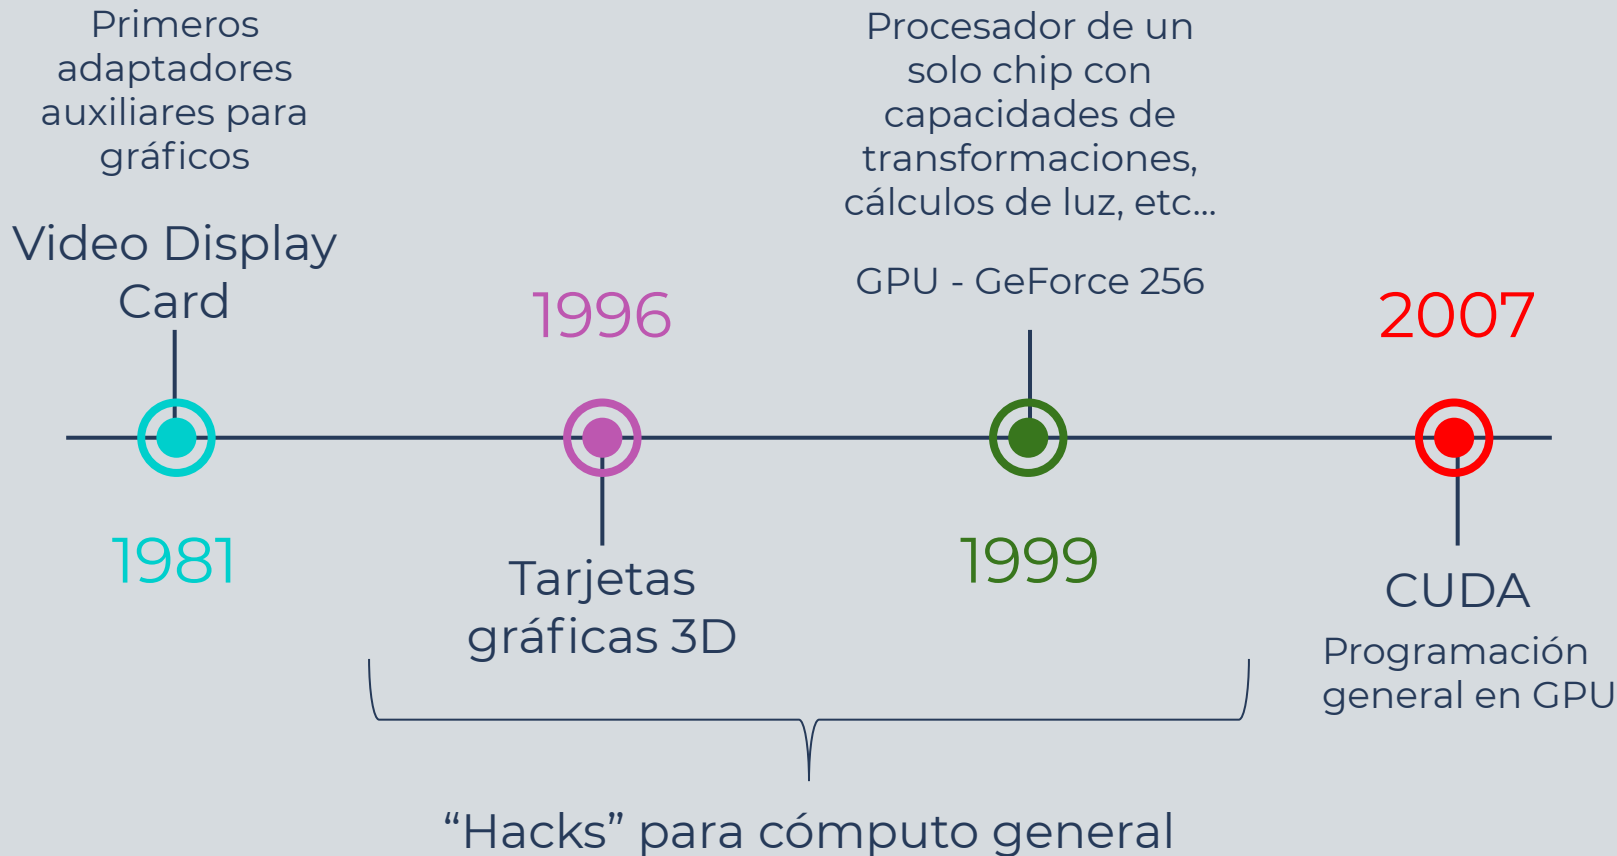 Primeros
adaptadores
auxiliares para
gráficos
Video Display
Card
1981
1996
Tarjetas
gráficas 3D
Procesador de un
solo chip con
capacidades de
transformaciones,
cálculos de luz, etc...
GPU - GeForce 256
1999
2007
CUDA
Programación
general en GPU
“Hacks” para cómputo general